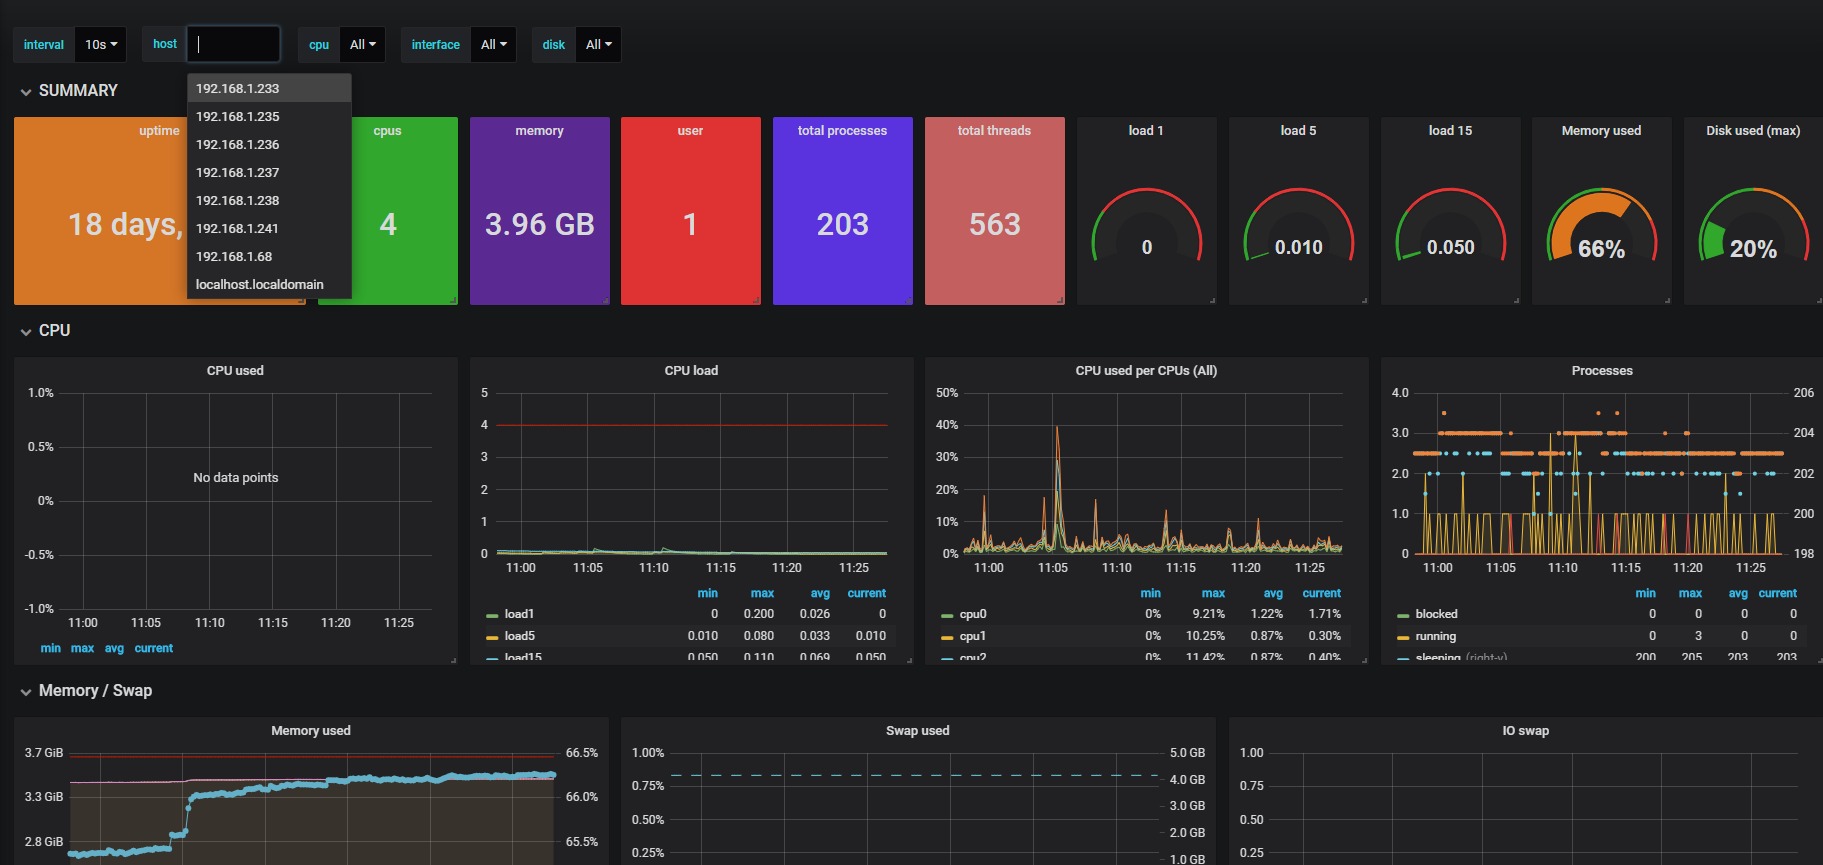 interval 10s host cpu All interface All disk All
SUMMARY
192.168.1.233
192.168.1.235
192.168.1.236
192.168.1.237
192.168.1.238
192.168.1.241
192.168.1.68
localhost.localdomain
uptime
18 days,
cpus
4
memory
3.96 GB
user
1
total processes
203
total threads
563
load 1
0
load 5
0.010
load 15
0.050
Memory used
66%
Disk used (max)
20%
CPU
CPU used
1.0%
0.5%
0%
-0.5%
-1.0%
No data points
11:00 11:05 11:10 11:15 11:20 11:25
min max avg current
CPU load
5
4
3
2
1
0
11:00 11:05 11:10 11:15 11:20 11:25
min max avg current
load1 0 0.200 0.026 0
load5 0.010 0.080 0.033 0.010
load15 0.050 0.110 0.069 0.050
CPU used per CPUs (All)
50%
40%
30%
20%
10%
0%
11:00 11:05 11:10 11:15 11:20 11:25
min max avg current
cpu0 0% 9.21% 1.22% 1.71%
cpu1 0% 10.25% 0.87% 0.30%
cpu2 0% 11.42% 0.87% 0.40%
Processes
4.0 206
3.0 204
2.0 202
1.0 200
0 198
11:00 11:05 11:10 11:15 11:20 11:25
min max avg current
blocked 0 0 0 0
running 0 3 0 0
sleeping (right-y) 200 205 203 203
Memory / Swap
Memory used
3.7 GiB 66.5%
3.3 GiB 66.0%
2.8 GiB 65.5%
Swap used
1.00% 5.0 GB
0.75% 4.0 GB
3.0 GB
0.50%
2.0 GB
0.25% 1.0 GB
IO swap
1.00
0.75
0.50
0.25